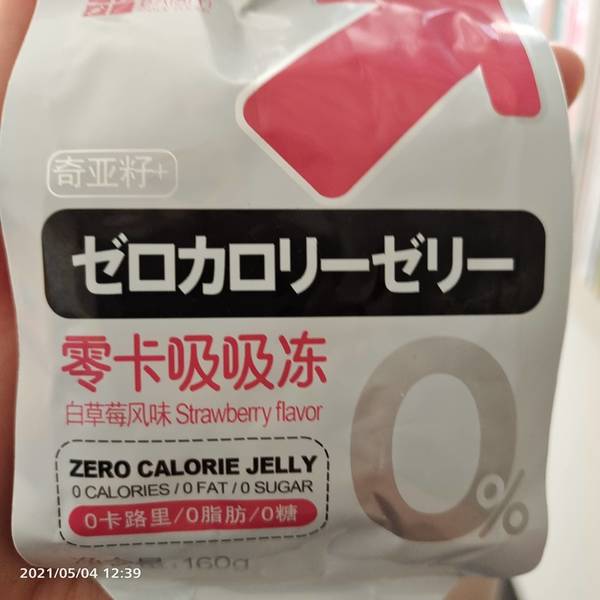 奇亚籽+
ゼロカロリーゼリー
零卡吸吸冻
白草莓风味 Strawberry flavor
0%
ZERO CALORIE JELLY
0 CALORIES / 0 FAT / 0 SUGAR
0卡路里/0脂肪/0糖
160g
2021/05/04 12:39